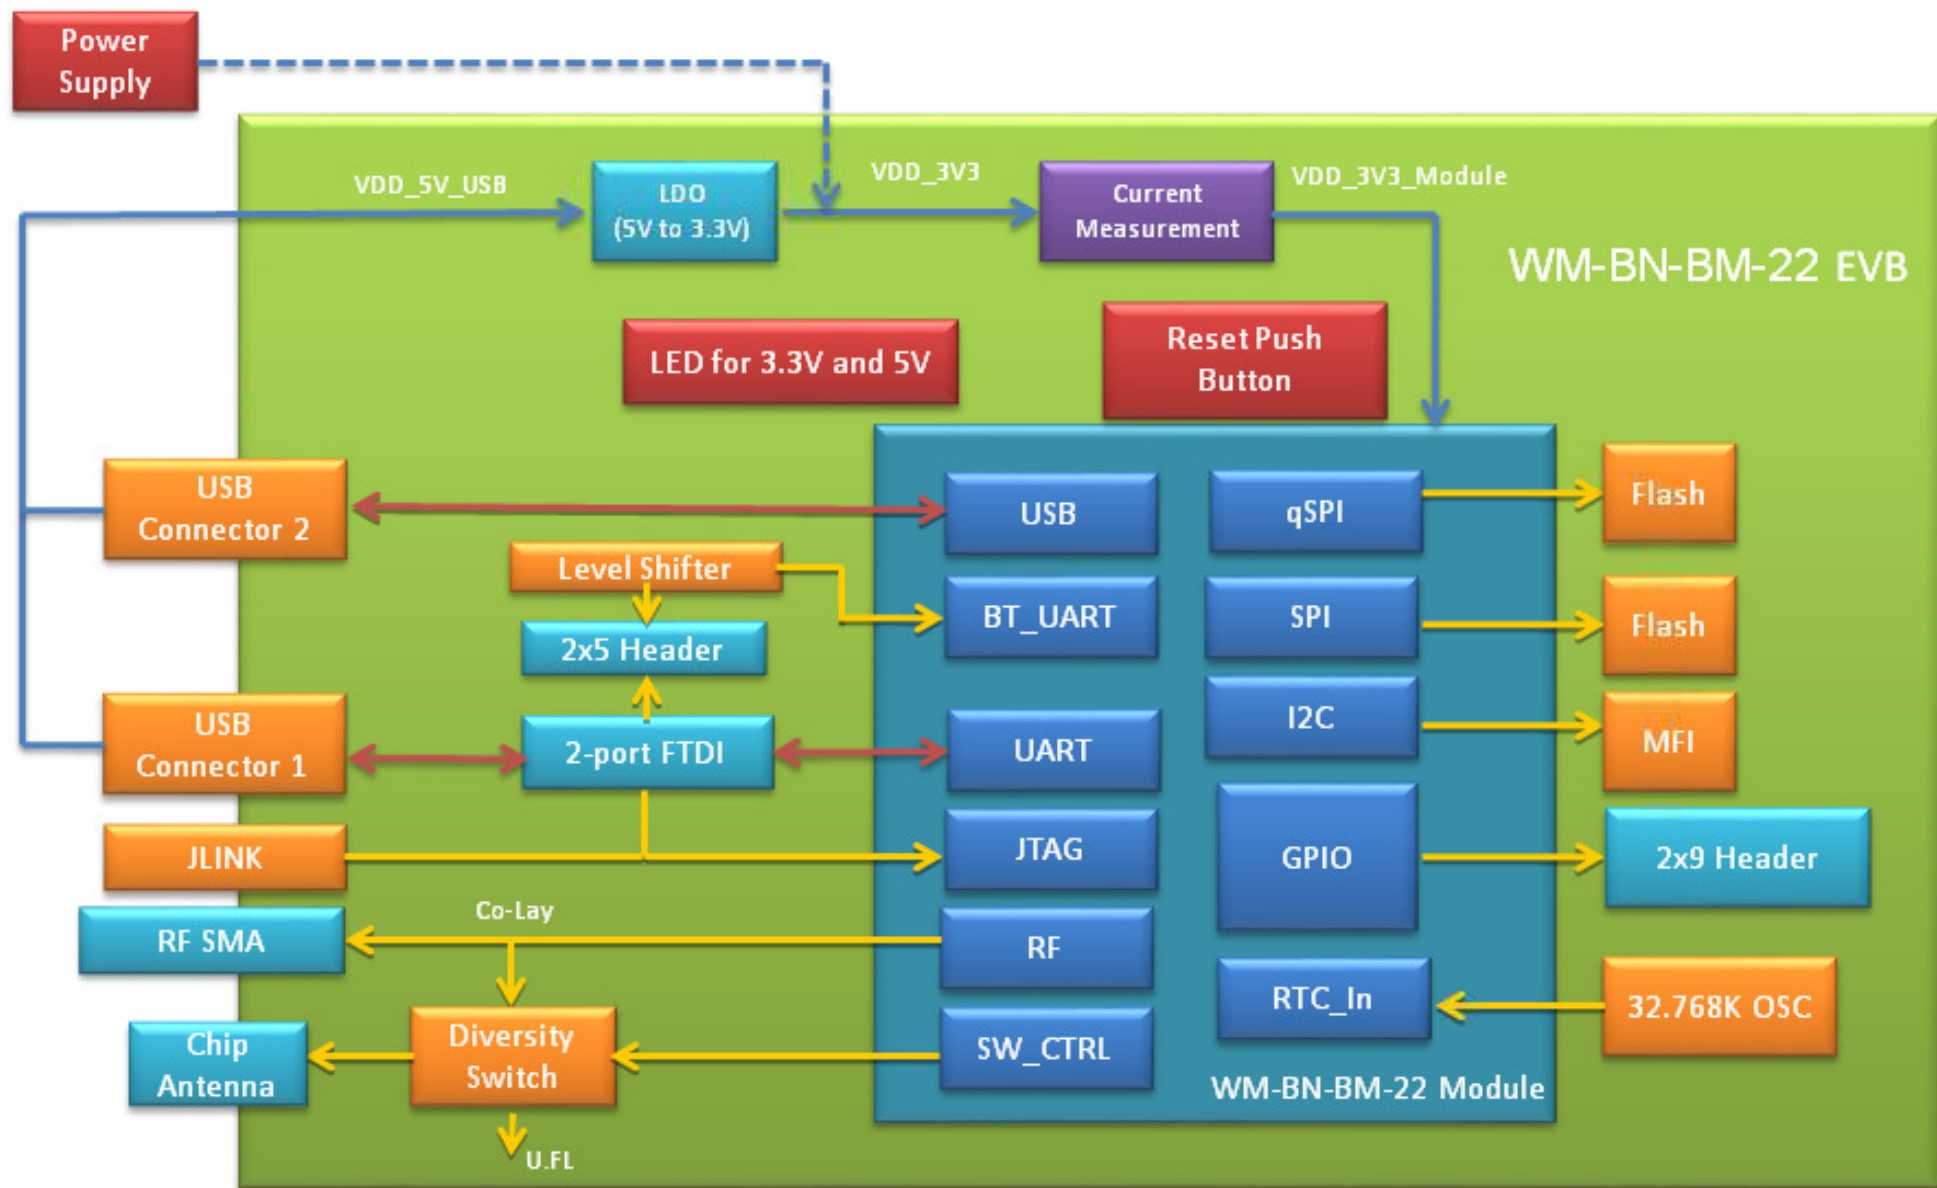 Power
Supply
VDD_5V_USB
LDO
(5V to 3.3V)
VDD_3V3
Current
Measurement
VDD_3V3_Module
WM-BN-BM-22 EVB
LED for 3.3V and 5V
Reset Push
Button
USB
Connector 2
USB
qSPI
Flash
Level Shifter
BT_UART
SPI
Flash
2x5 Header
USB
Connector 1
2-port FTDI
UART
I2C
MFI
JLINK
JTAG
GPIO
2x9 Header
Co-Lay
RF SMA
RF
RTC_In
32.768K OSC
Chip
Antenna
Diversity
Switch
SW_CTRL
WM-BN-BM-22 Module
U.FL